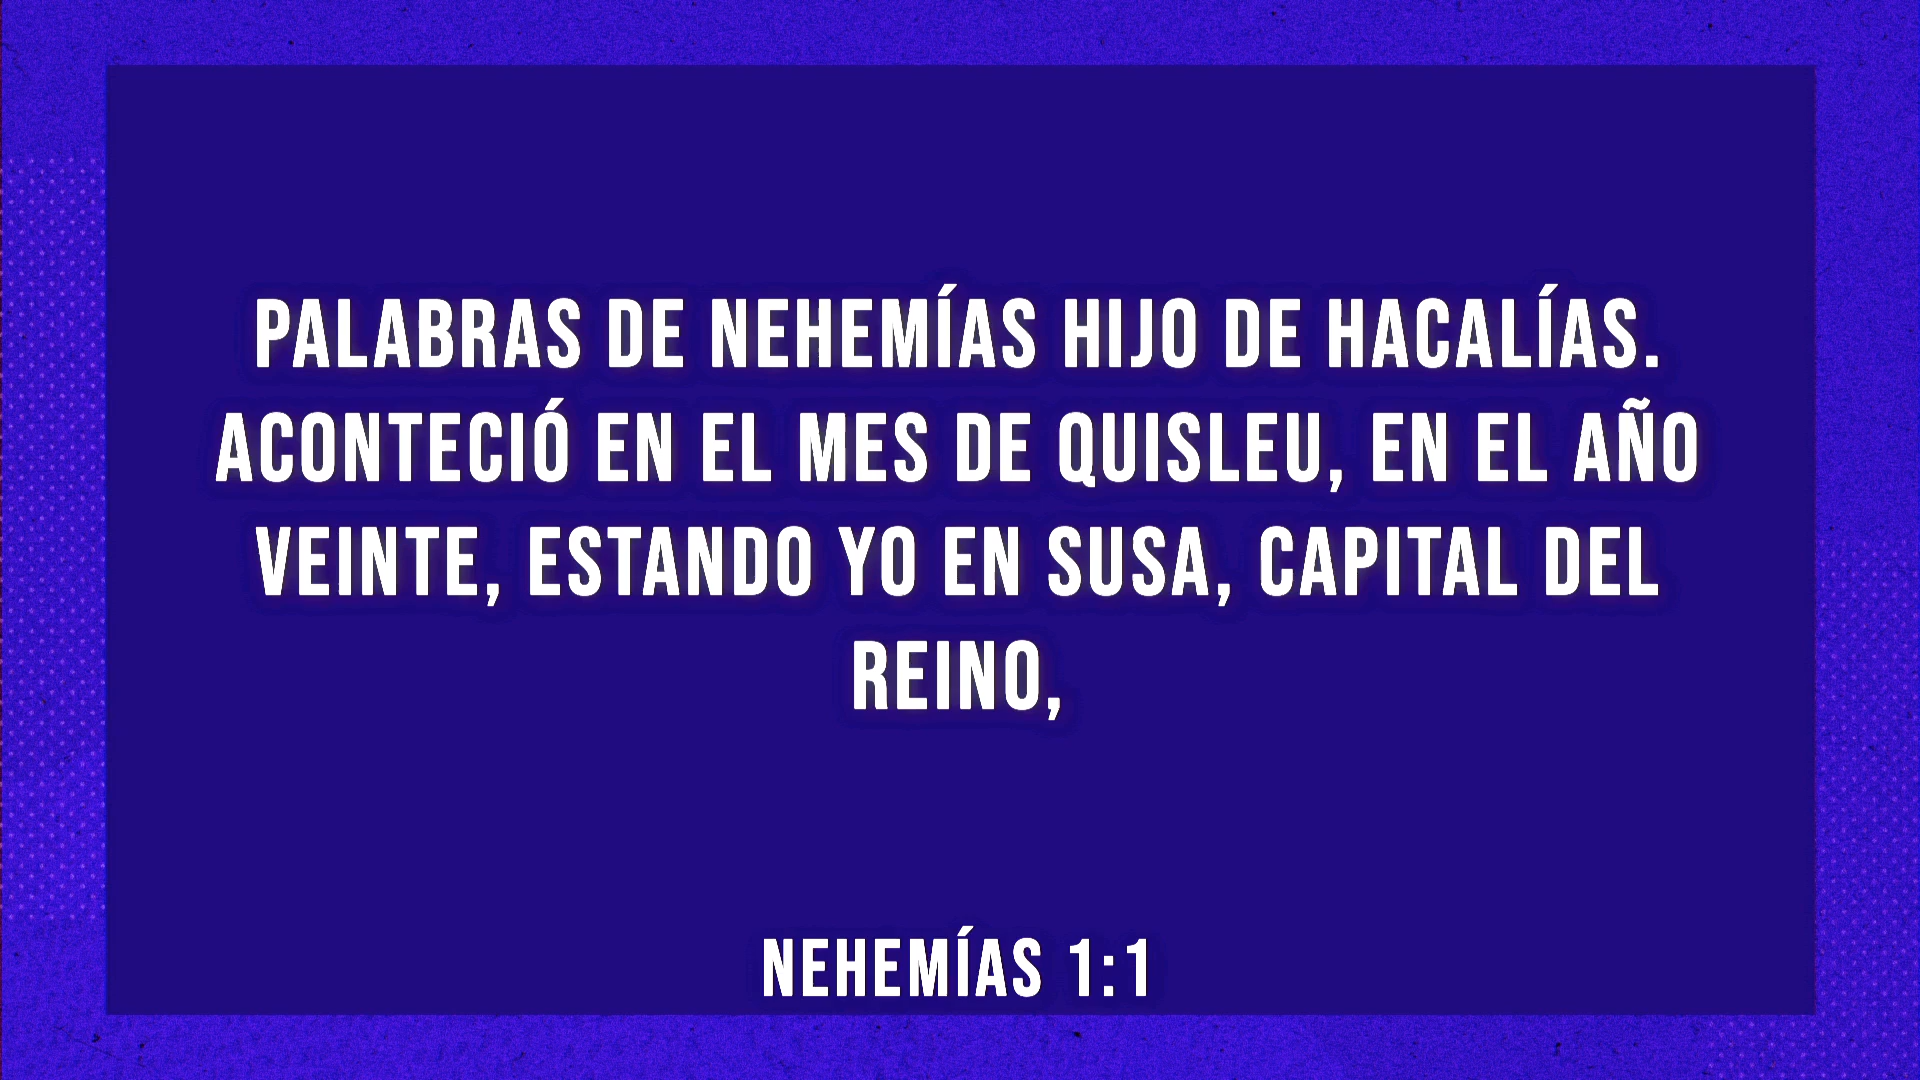 PALABRAS DE NEHEMÍAS HIJO DE HACALÍAS.
ACONTECIÓ EN EL MES DE QUISLEU, EN EL AÑO
VEINTE, ESTANDO YO EN SUSA, CAPITAL DEL
REINO,
NEHEMÍAS 1:1